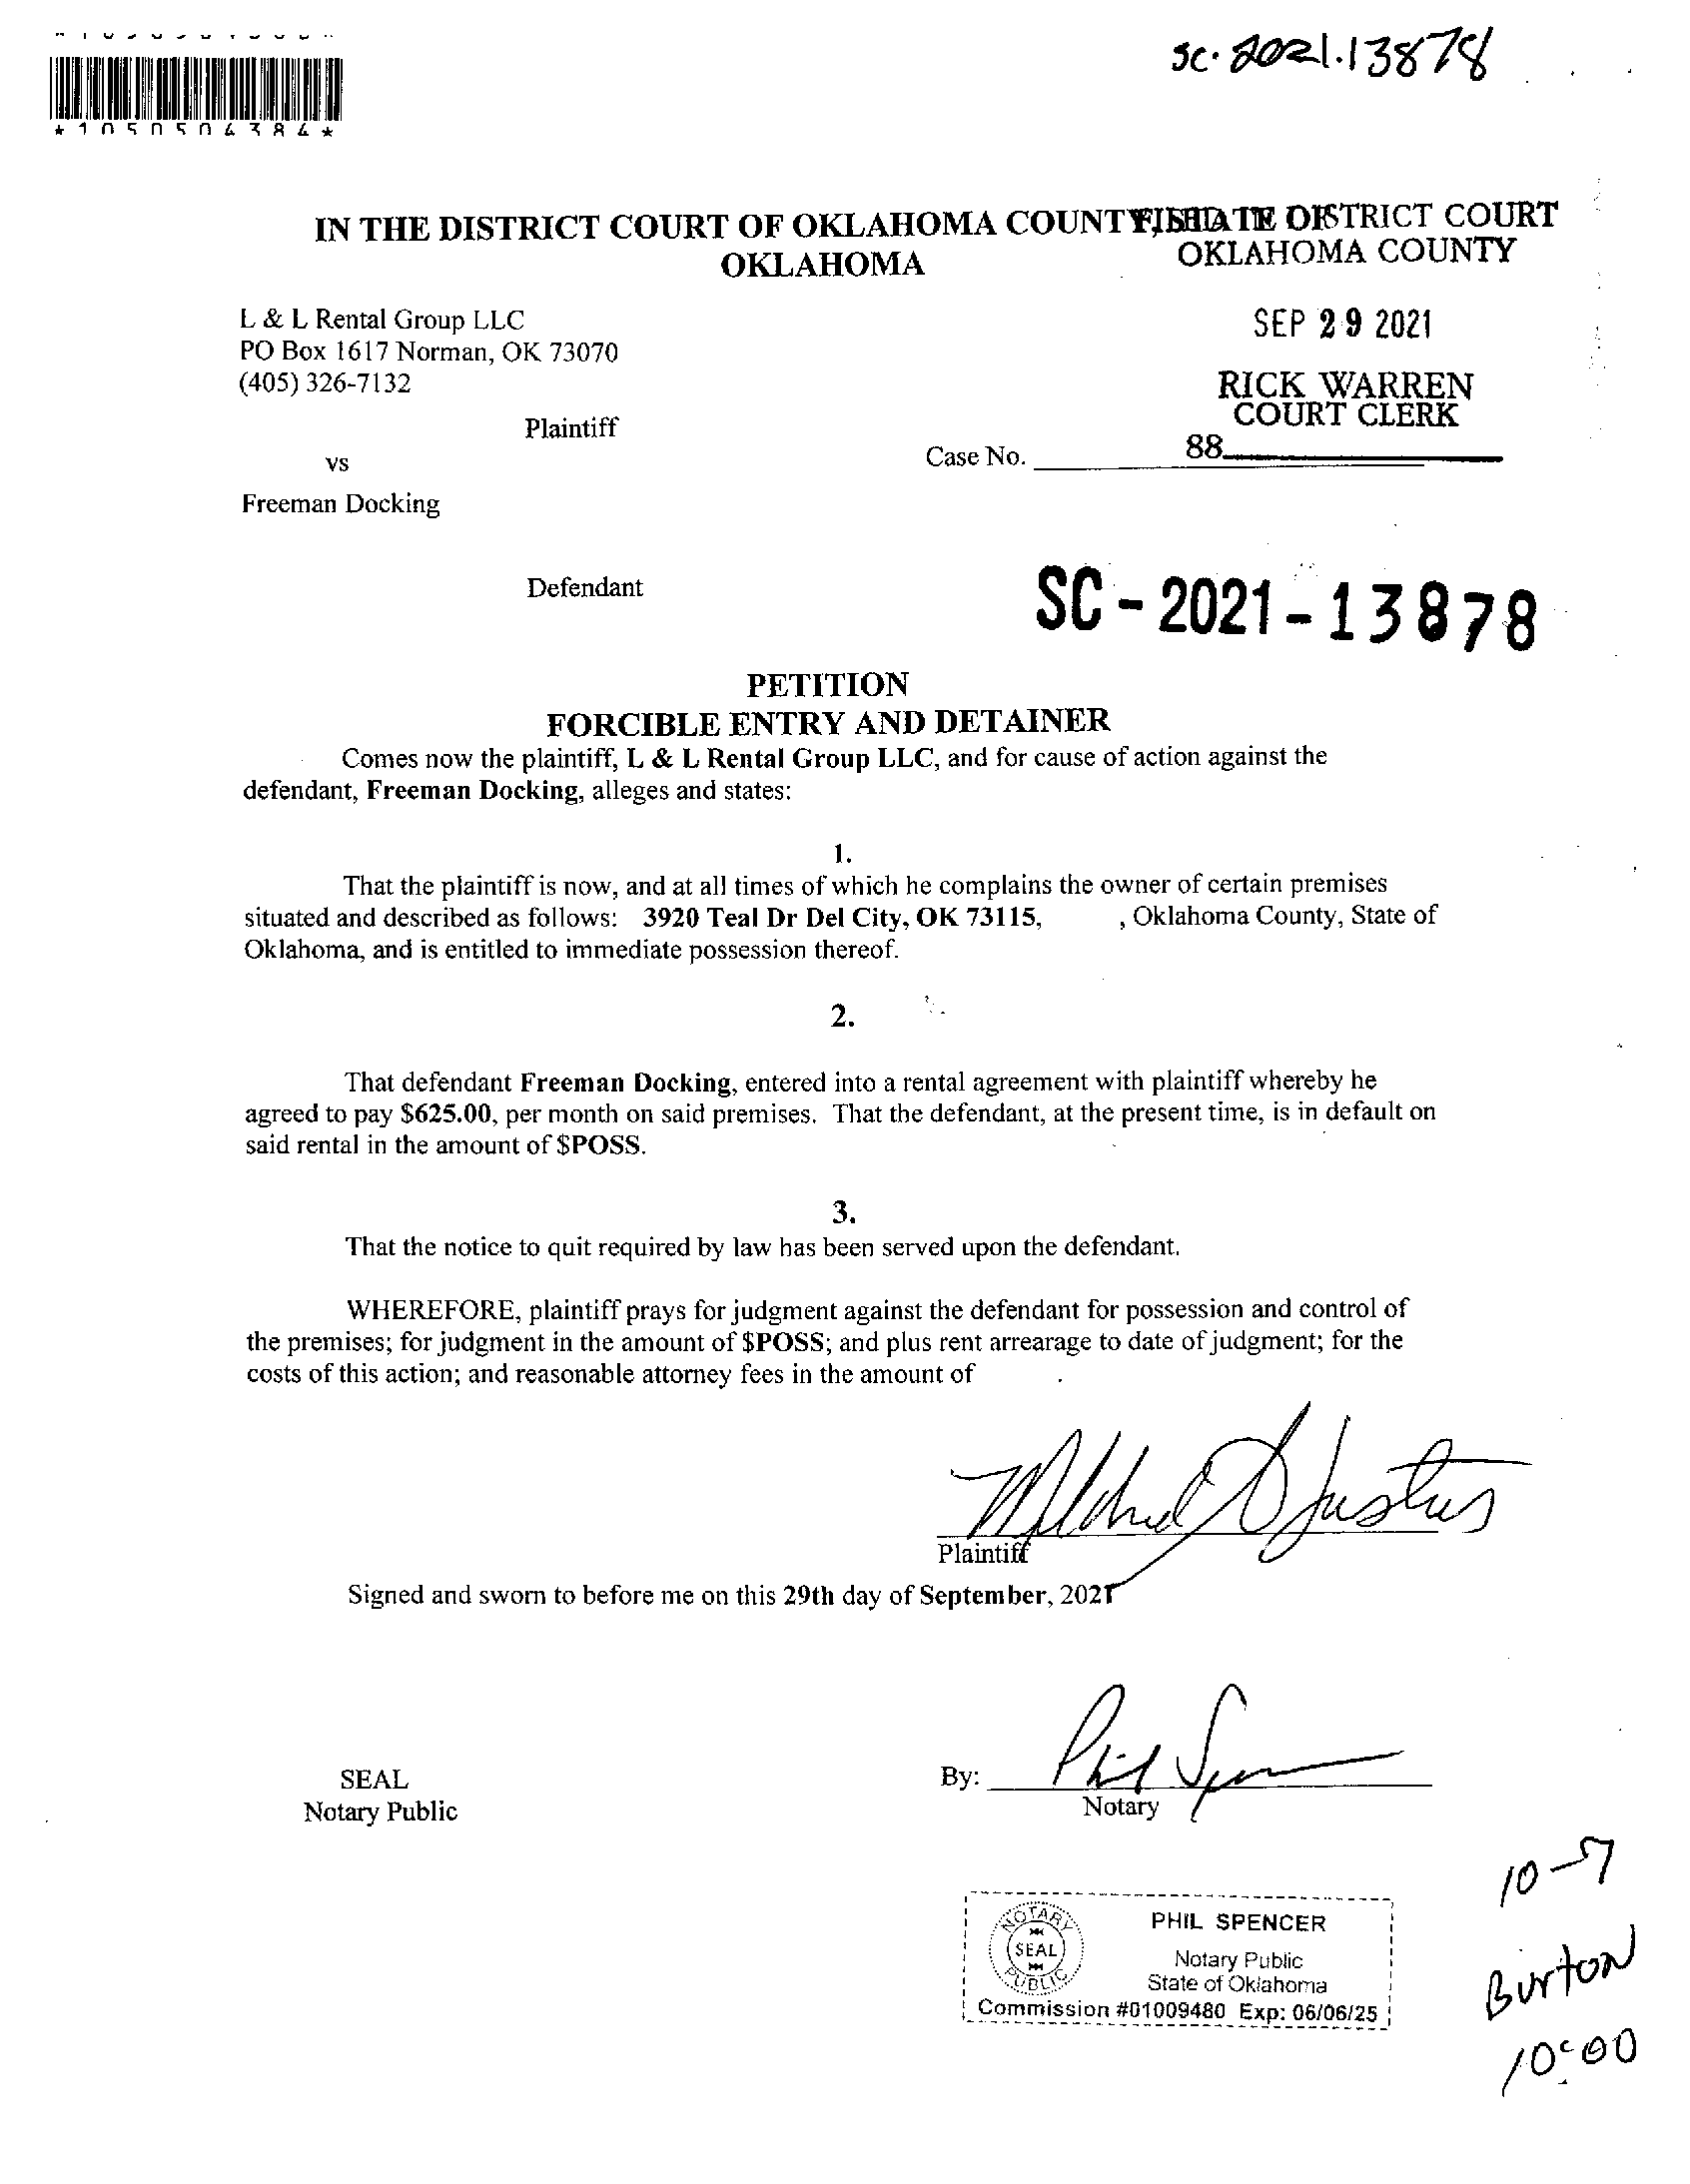 sc. 2021.13878
*1050504384*
IN THE DISTRICT COURT OF OKLAHOMA COUNTY, STATE OF
OKLAHOMA
FILED IN DISTRICT COURT
OKLAHOMA COUNTY
SEP 29 2021
RICK WARREN
COURT CLERK
88
L & L Rental Group LLC
PO Box 1617 Norman, OK 73070
(405) 326-7132
Plaintiff
vs
Case No.
Freeman Docking
Defendant
SC - 2021 - 13878
PETITION
FORCIBLE ENTRY AND DETAINER
Comes now the plaintiff, L & L Rental Group LLC, and for cause of action against the
defendant, Freeman Docking, alleges and states:
1.
That the plaintiff is now, and at all times of which he complains the owner of certain premises
situated and described as follows: 3920 Teal Dr Del City, OK 73115, , Oklahoma County, State of
Oklahoma, and is entitled to immediate possession thereof.
2.
That defendant Freeman Docking, entered into a rental agreement with plaintiff whereby he
agreed to pay $625.00, per month on said premises. That the defendant, at the present time, is in default on
said rental in the amount of $POSS.
3.
That the notice to quit required by law has been served upon the defendant.
WHEREFORE, plaintiff prays for judgment against the defendant for possession and control of
the premises; for judgment in the amount of $POSS; and plus rent arrearage to date of judgment; for the
costs of this action; and reasonable attorney fees in the amount of .
Plaintiff
Signed and sworn to before me on this 29th day of September, 2021
SEAL
Notary Public
By: Phil Spencer
Notary
NOTARY
SEAL
PUBLIC
PHIL SPENCER
Notary Public
State of Oklahoma
Commission #01009480 Exp: 06/06/25
10-7
Burton
10:00